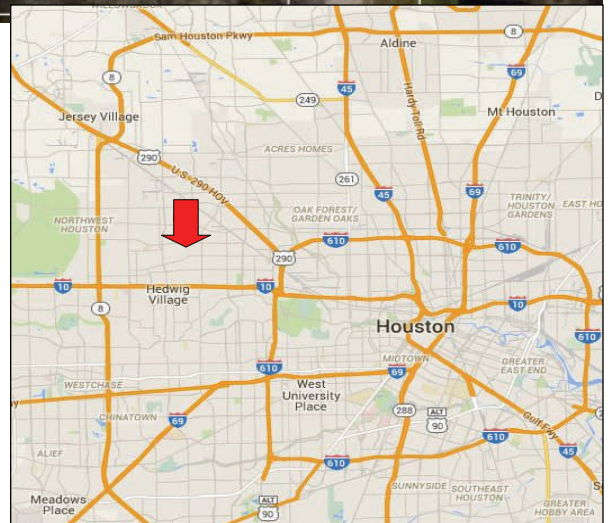 Sam Houston Pkwy
8
Aldine
8
69
45
249
Hardy Toll Rd
Mt Houston
Jersey Village
290
ACRES HOMES
U.S. 290 HOV
261
45
69
TRINITY/
HOUSTON
GARDENS
EAST HO
OAK FOREST/
GARDEN OAKS
NORTHWEST
HOUSTON
290
610
610
10
Hedwig
Village
10
8
10
Houston
610
610
MIDTOWN
69
GREATER
EAST END
WESTCHASE
West
University
Place
CHINATOWN
69
288
ALT
90
Gulf Fwy
610
45
ALIEF
610
SUNNYSIDE
SOUTHEAST
HOUSTON
Meadows
Place
ALT
90
GREATER
HOBBY AREA